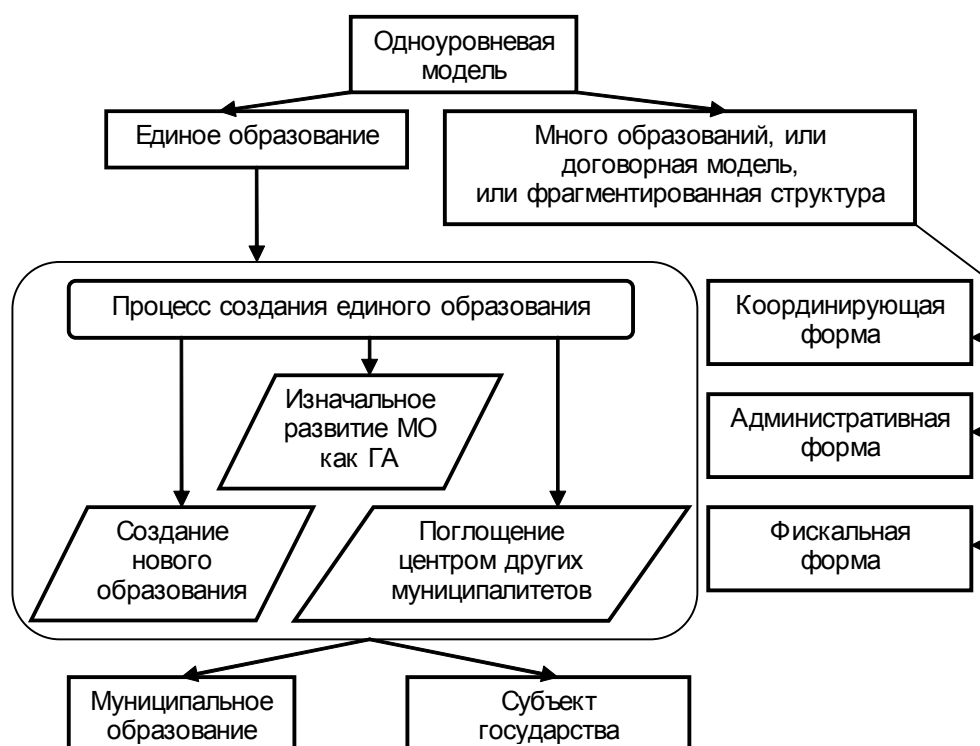 Одноуровневая
модель
Единое образование
Много образований, или
договорная модель,
или фрагментированная структура
Процесс создания единого образования
Координирующая
форма
Изначальное
развитие МО
как ГА
Административная
форма
Создание
нового
образования
Поглощение
центром других
муниципалитетов
Фискальная
форма
Муниципальное
образование
Субъект
государства